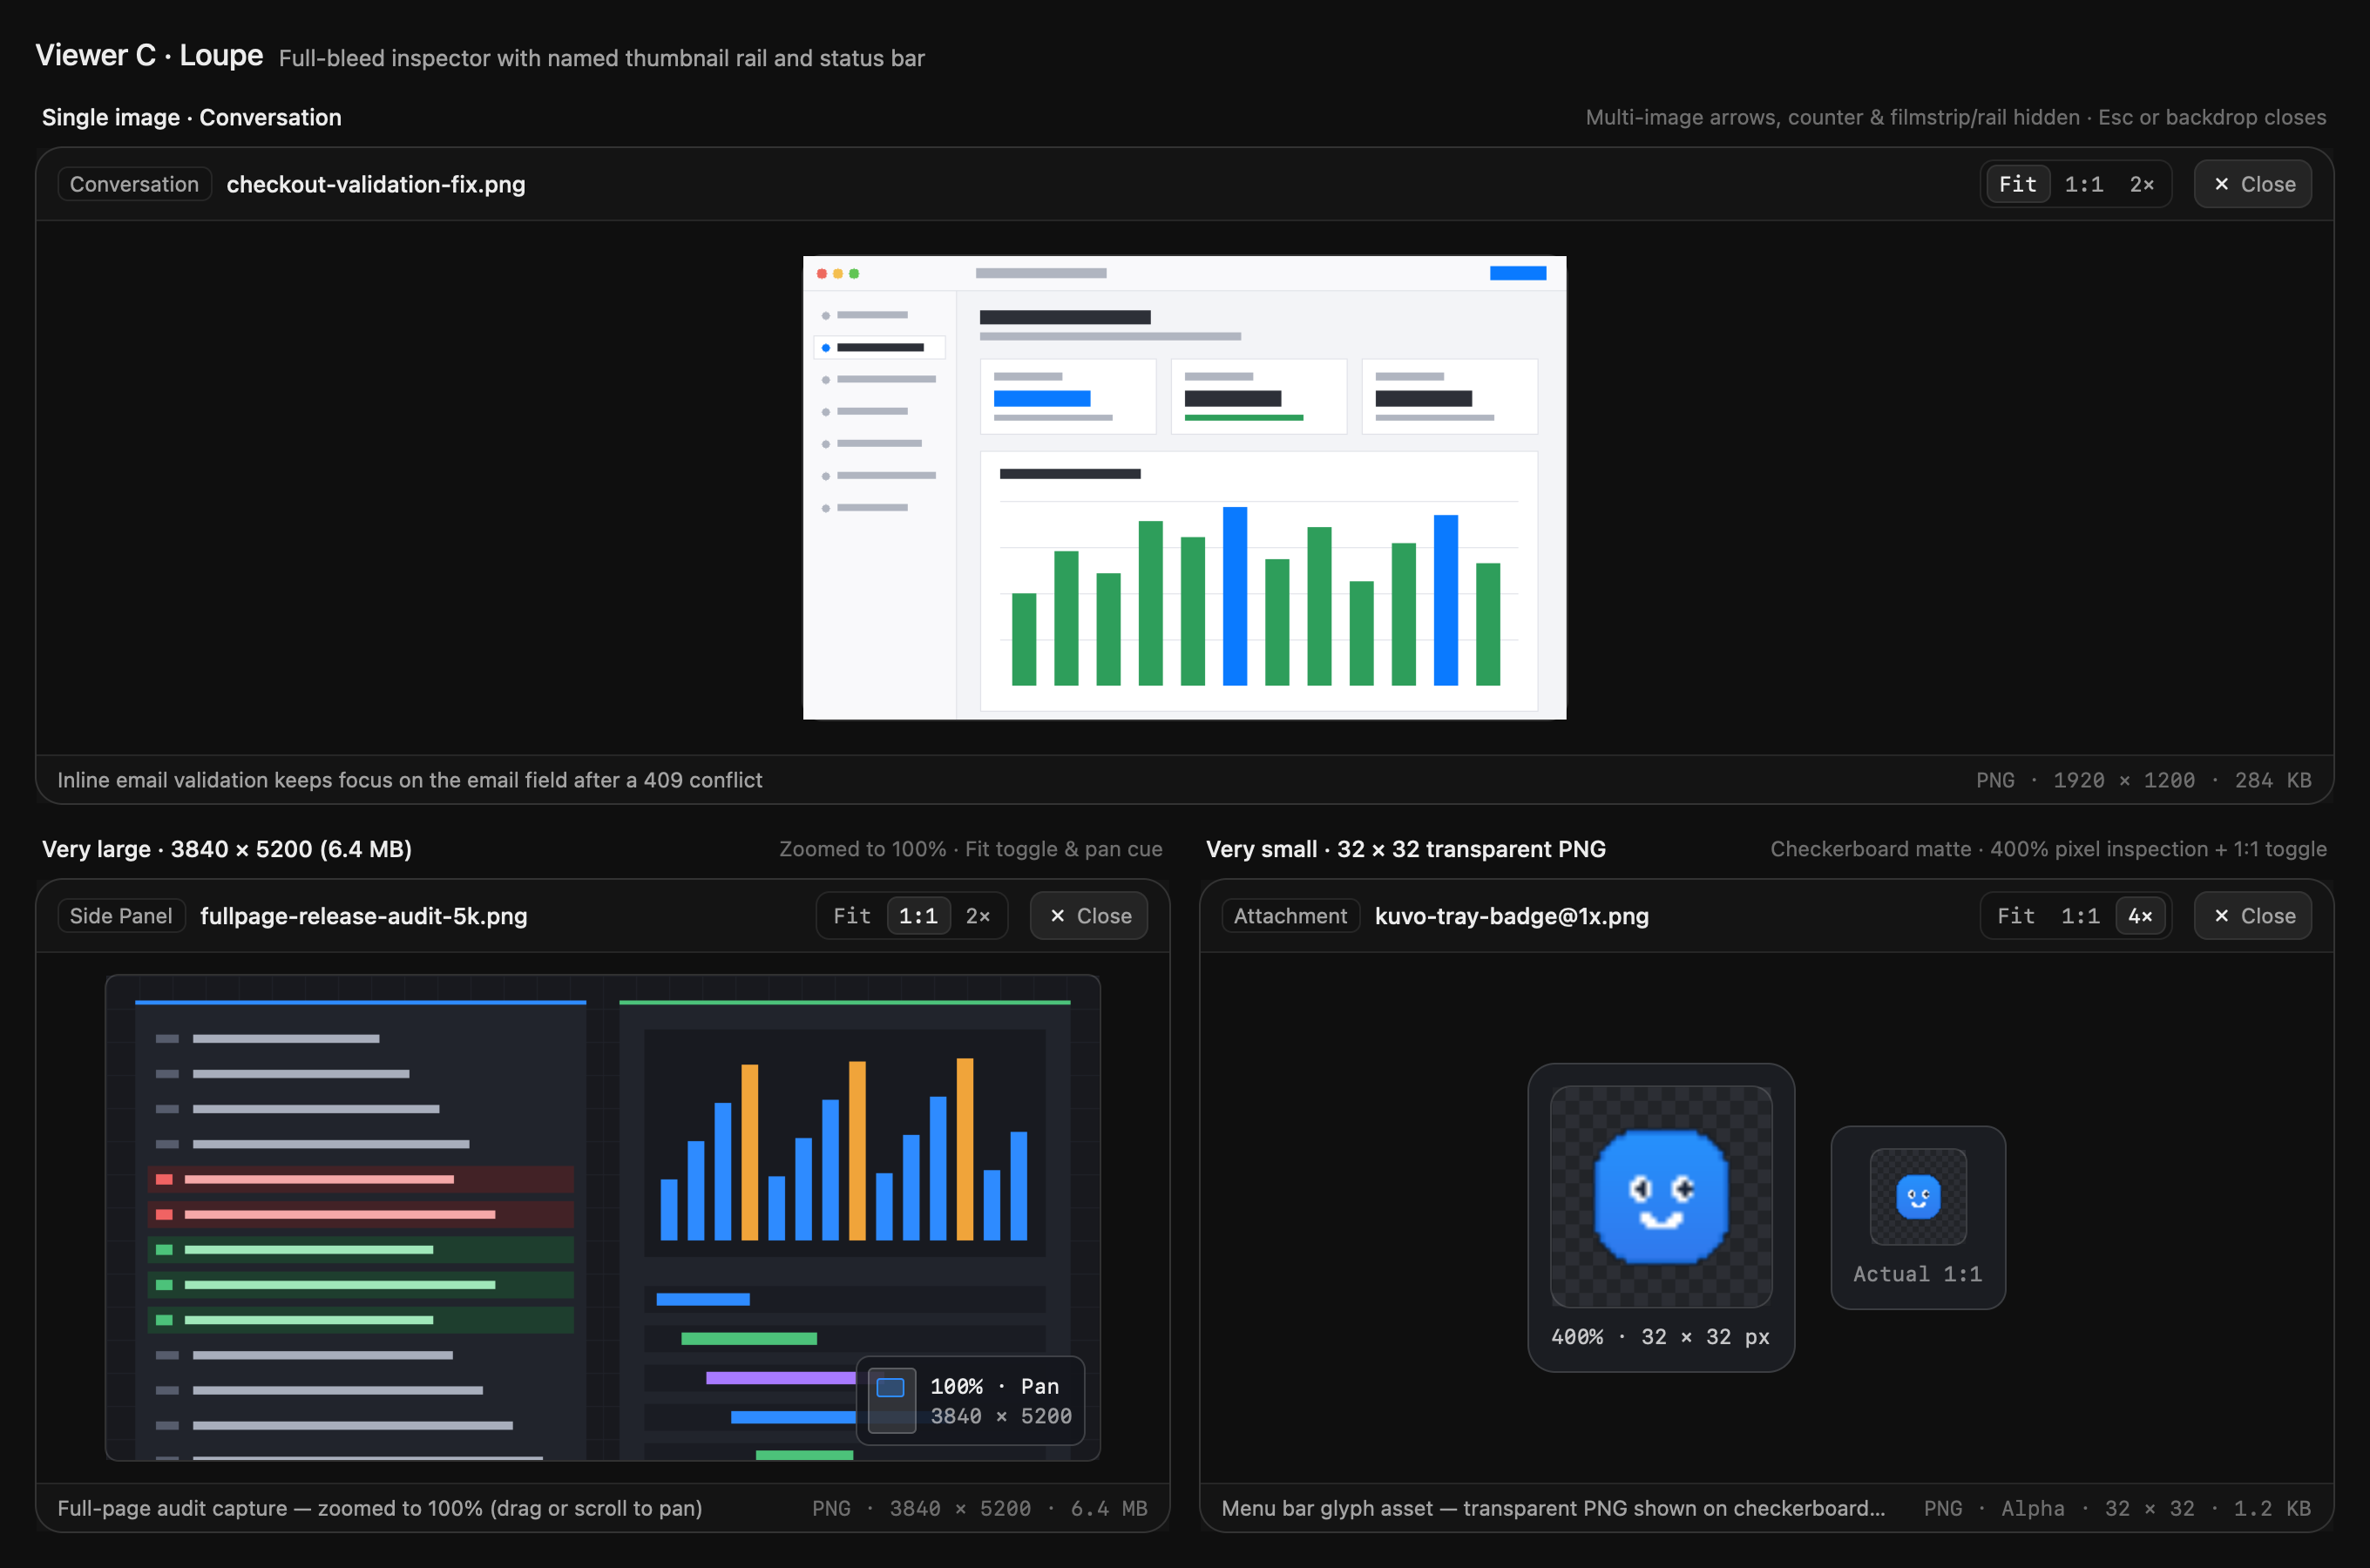 Viewer C · Loupe Full-bleed inspector with named thumbnail rail and status bar
Single image · Conversation
Multi-image arrows, counter & filmstrip/rail hidden · Esc or backdrop closes
Conversation checkout-validation-fix.png
Fit 1:1 2× × Close
Inline email validation keeps focus on the email field after a 409 conflict
PNG · 1920 × 1200 · 284 KB
Very large · 3840 × 5200 (6.4 MB)
Zoomed to 100% · Fit toggle & pan cue
Side Panel fullpage-release-audit-5k.png
Fit 1:1 2× × Close
100% · Pan
3840 × 5200
Full-page audit capture — zoomed to 100% (drag or scroll to pan)
PNG · 3840 × 5200 · 6.4 MB
Very small · 32 × 32 transparent PNG
Checkerboard matte · 400% pixel inspection + 1:1 toggle
Attachment kuvo-tray-badge@1x.png
Fit 1:1 4× × Close
400% · 32 × 32 px
Actual 1:1
Menu bar glyph asset — transparent PNG shown on checkerboard...
PNG · Alpha · 32 × 32 · 1.2 KB